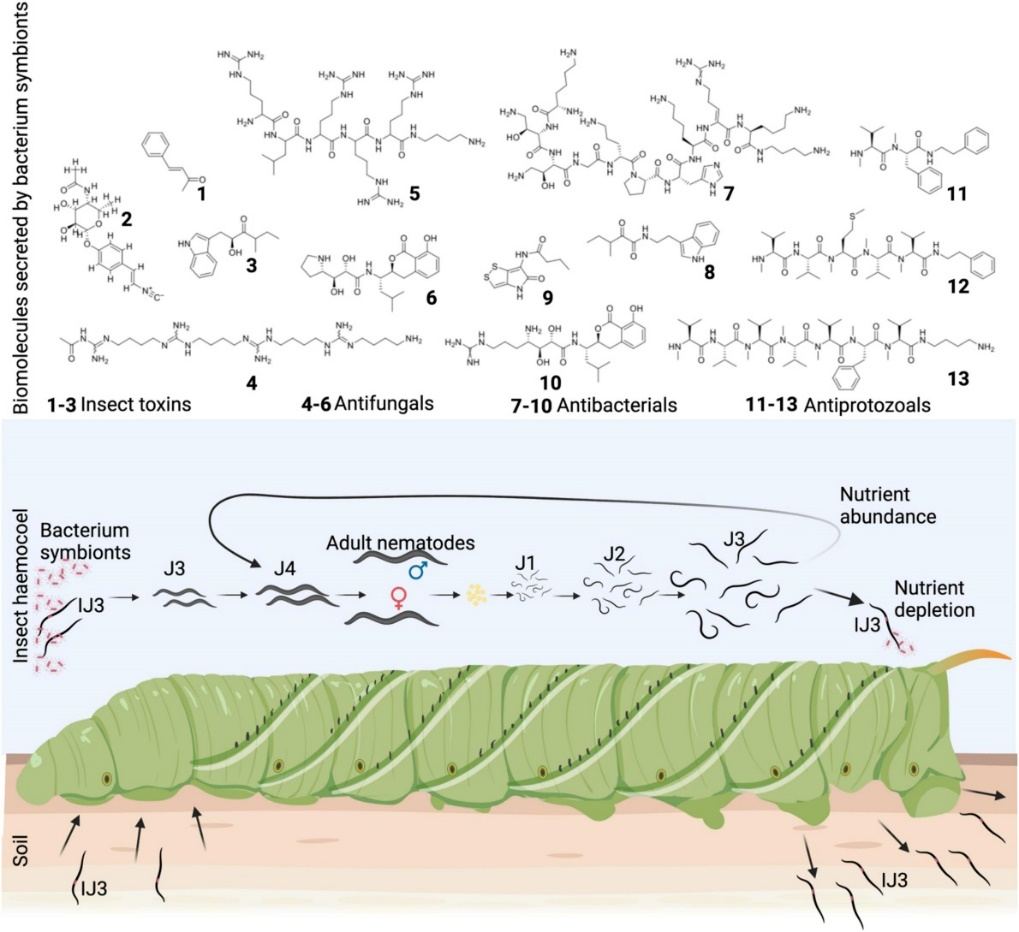 Biomolecules secreted by bacterium symbionts
1
2
3
4
5
6
7
8
9
10
11
12
13
1-3 Insect toxins
4-6 Antifungals
7-10 Antibacterials
11-13 Antiprotozoals
Insect haemocoel
Bacterium
symbionts
IJ3
J3
J4
Adult nematodes
♂
♀
J1
J2
J3
Nutrient
abundance
Nutrient
depletion
IJ3
Soil
IJ3
IJ3